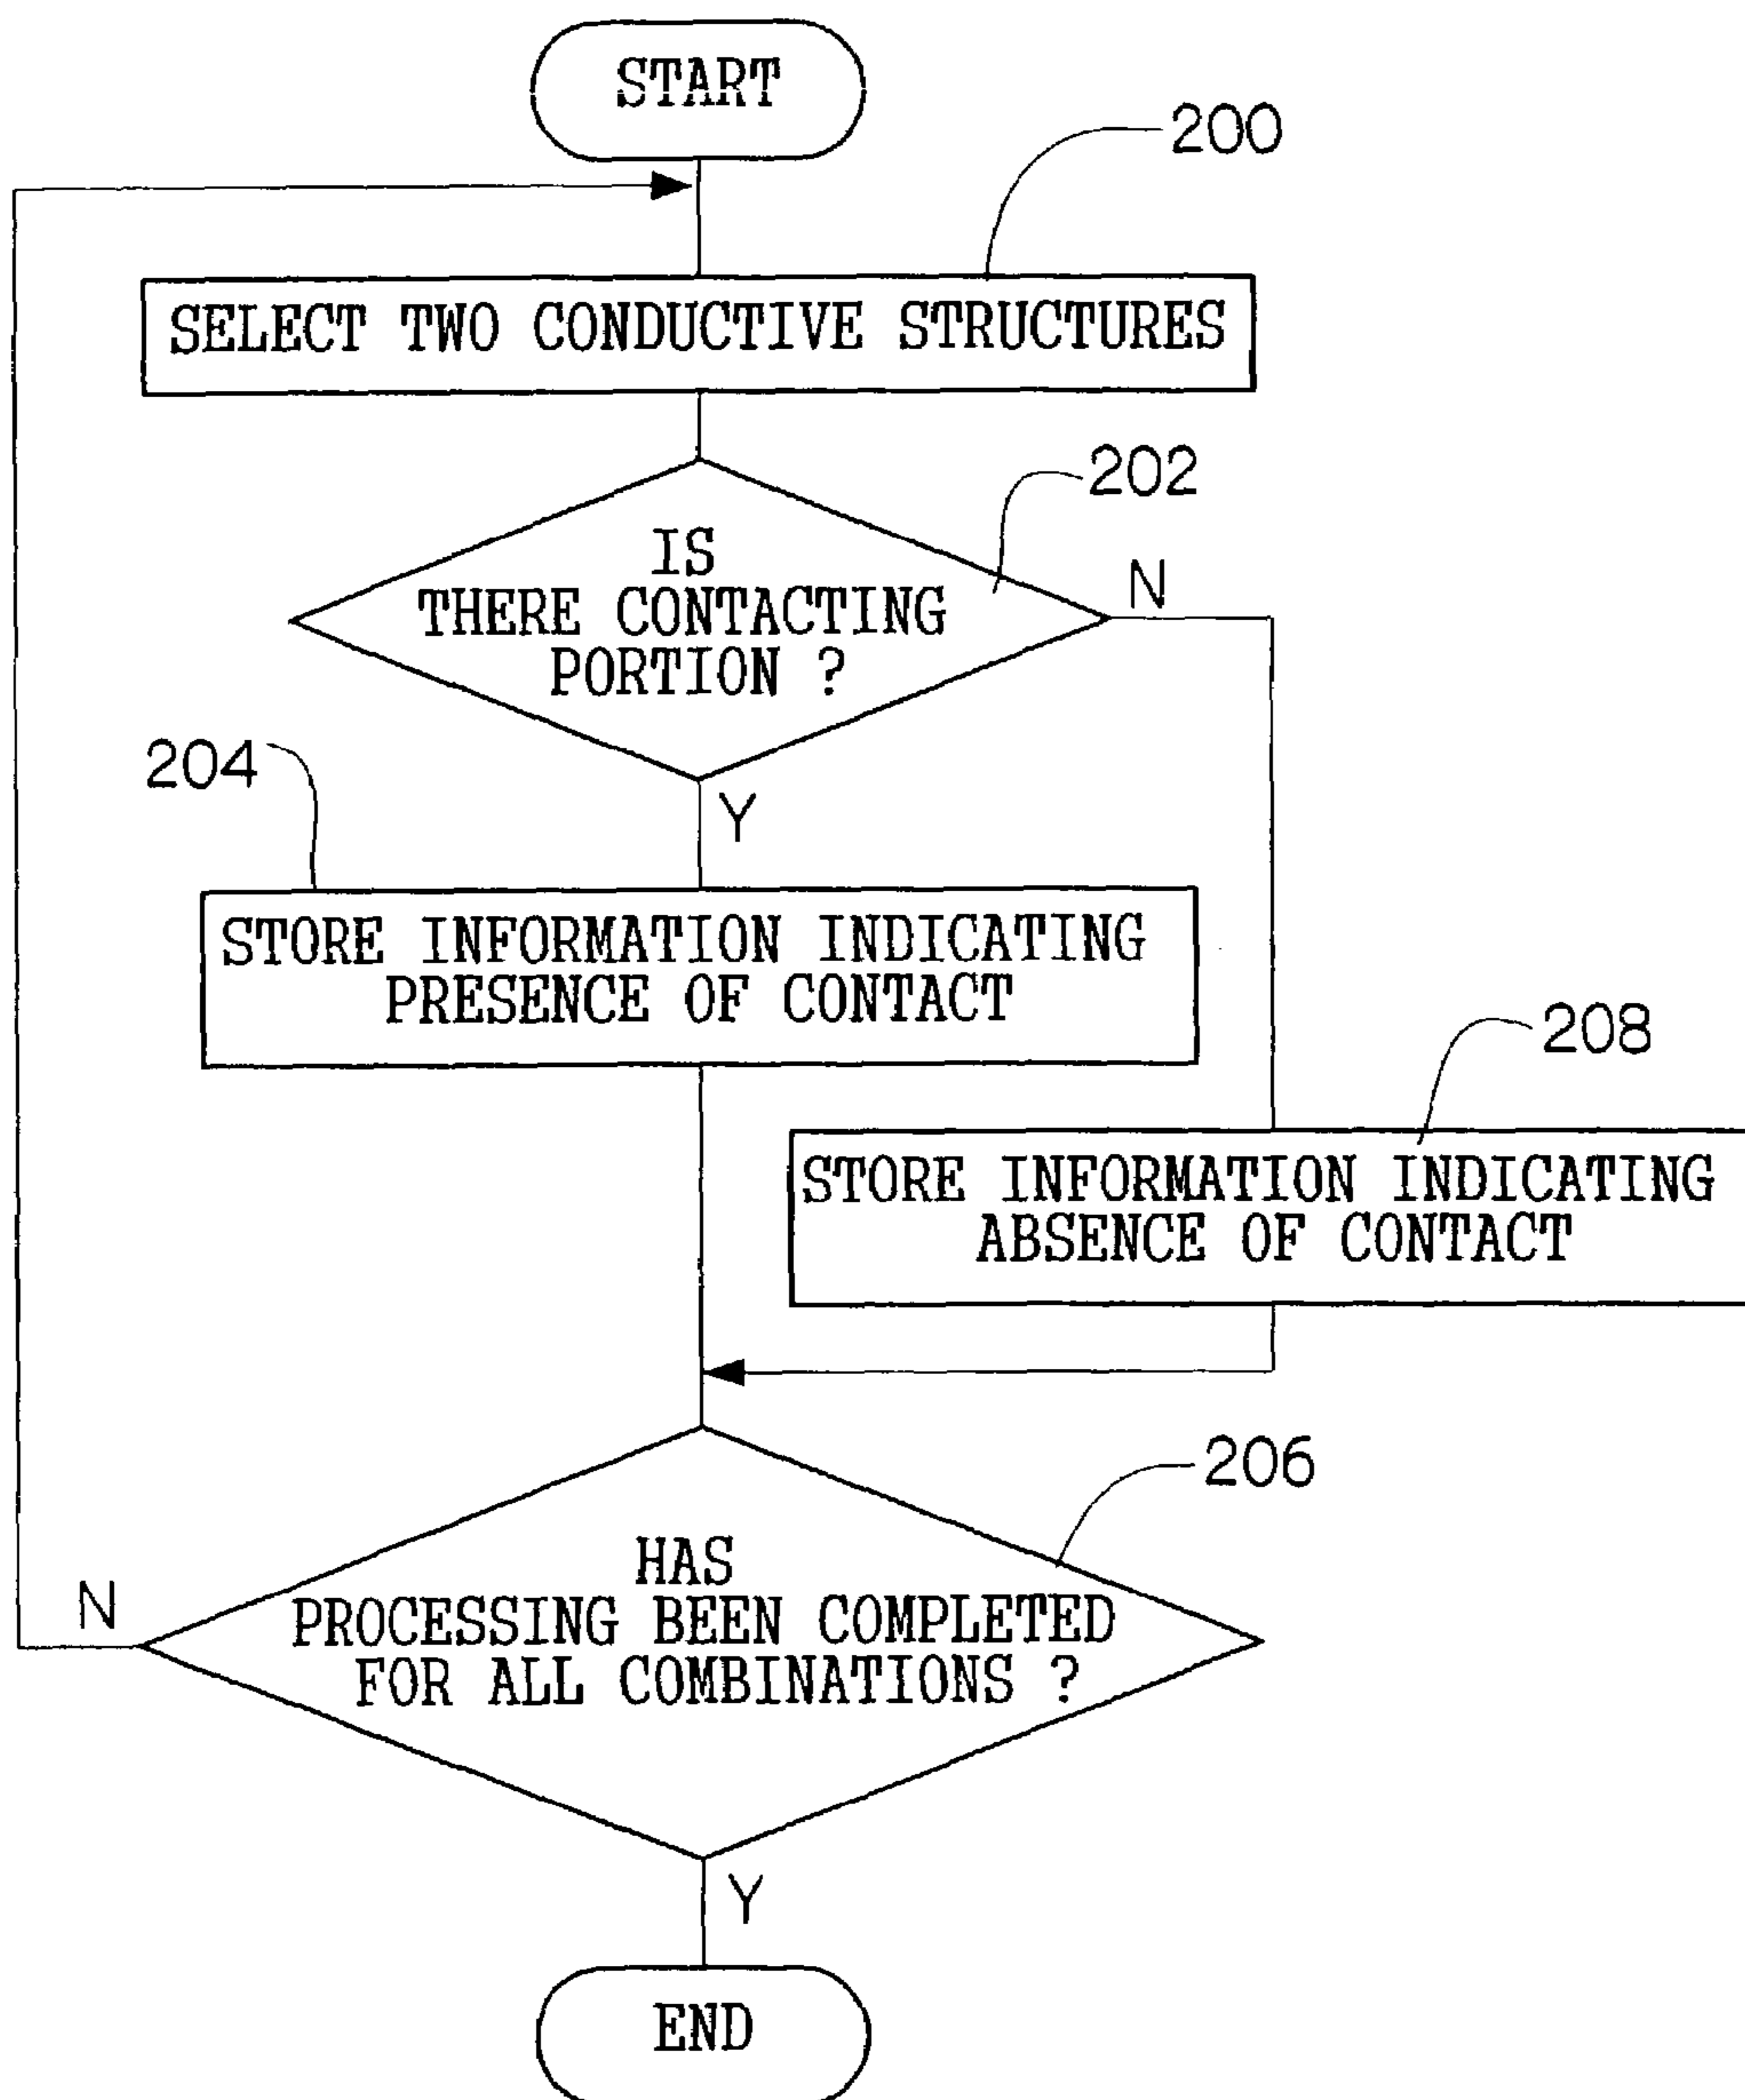 START
200
SELECT TWO CONDUCTIVE STRUCTURES
202
IS
THERE CONTACTING
PORTION ?
N
Y
204
STORE INFORMATION INDICATING
PRESENCE OF CONTACT
208
STORE INFORMATION INDICATING
ABSENCE OF CONTACT
206
HAS
PROCESSING BEEN COMPLETED
FOR ALL COMBINATIONS ?
N
Y
END